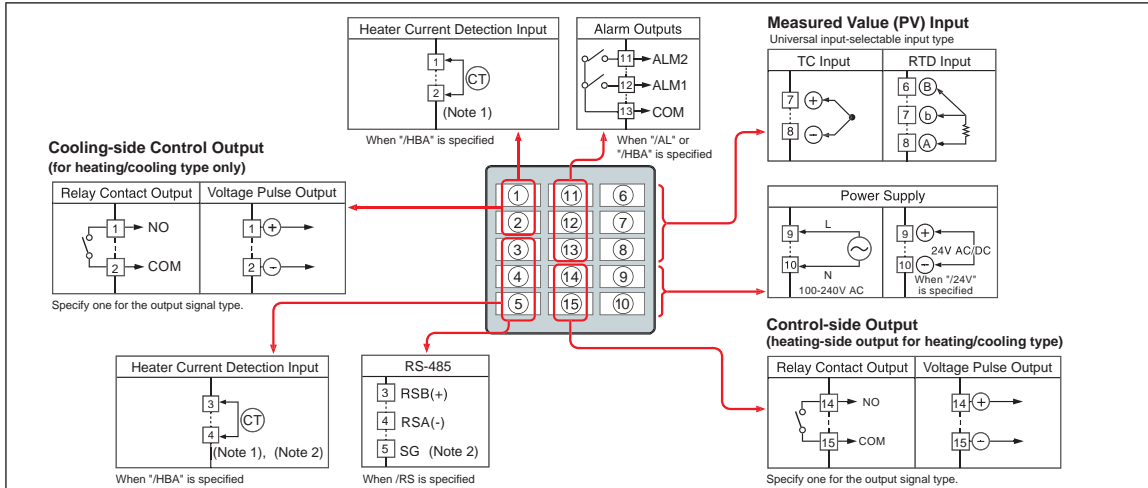 Heater Current Detection Input
1
2
CT
(Note 1)
When "/HBA" is specified
Alarm Outputs
11 ALM2
12 ALM1
13 COM
When "/AL" or
"/HBA" is specified
Measured Value (PV) Input
Universal input-selectable input type
TC Input
7 +
8 −
RTD Input
6 B
7 b
8 A
Cooling-side Control Output
(for heating/cooling type only)
Relay Contact Output
1 NO
2 COM
Voltage Pulse Output
1 +
2 −
Specify one for the output signal type.
1 11 6
2 12 7
3 13 8
4 14 9
5 15 10
Power Supply
9 L
10 N
100-240V AC
9 +
24V AC/DC
10 −
When "/24V"
is specified
Heater Current Detection Input
3
4
CT
(Note 1), (Note 2)
When "/HBA" is specified
RS-485
3 RSB(+)
4 RSA(-)
5 SG (Note 2)
When /RS is specified
Control-side Output
(heating-side output for heating/cooling type)
Relay Contact Output
14 NO
15 COM
Voltage Pulse Output
14 +
15 −
Specify one for the output signal type.